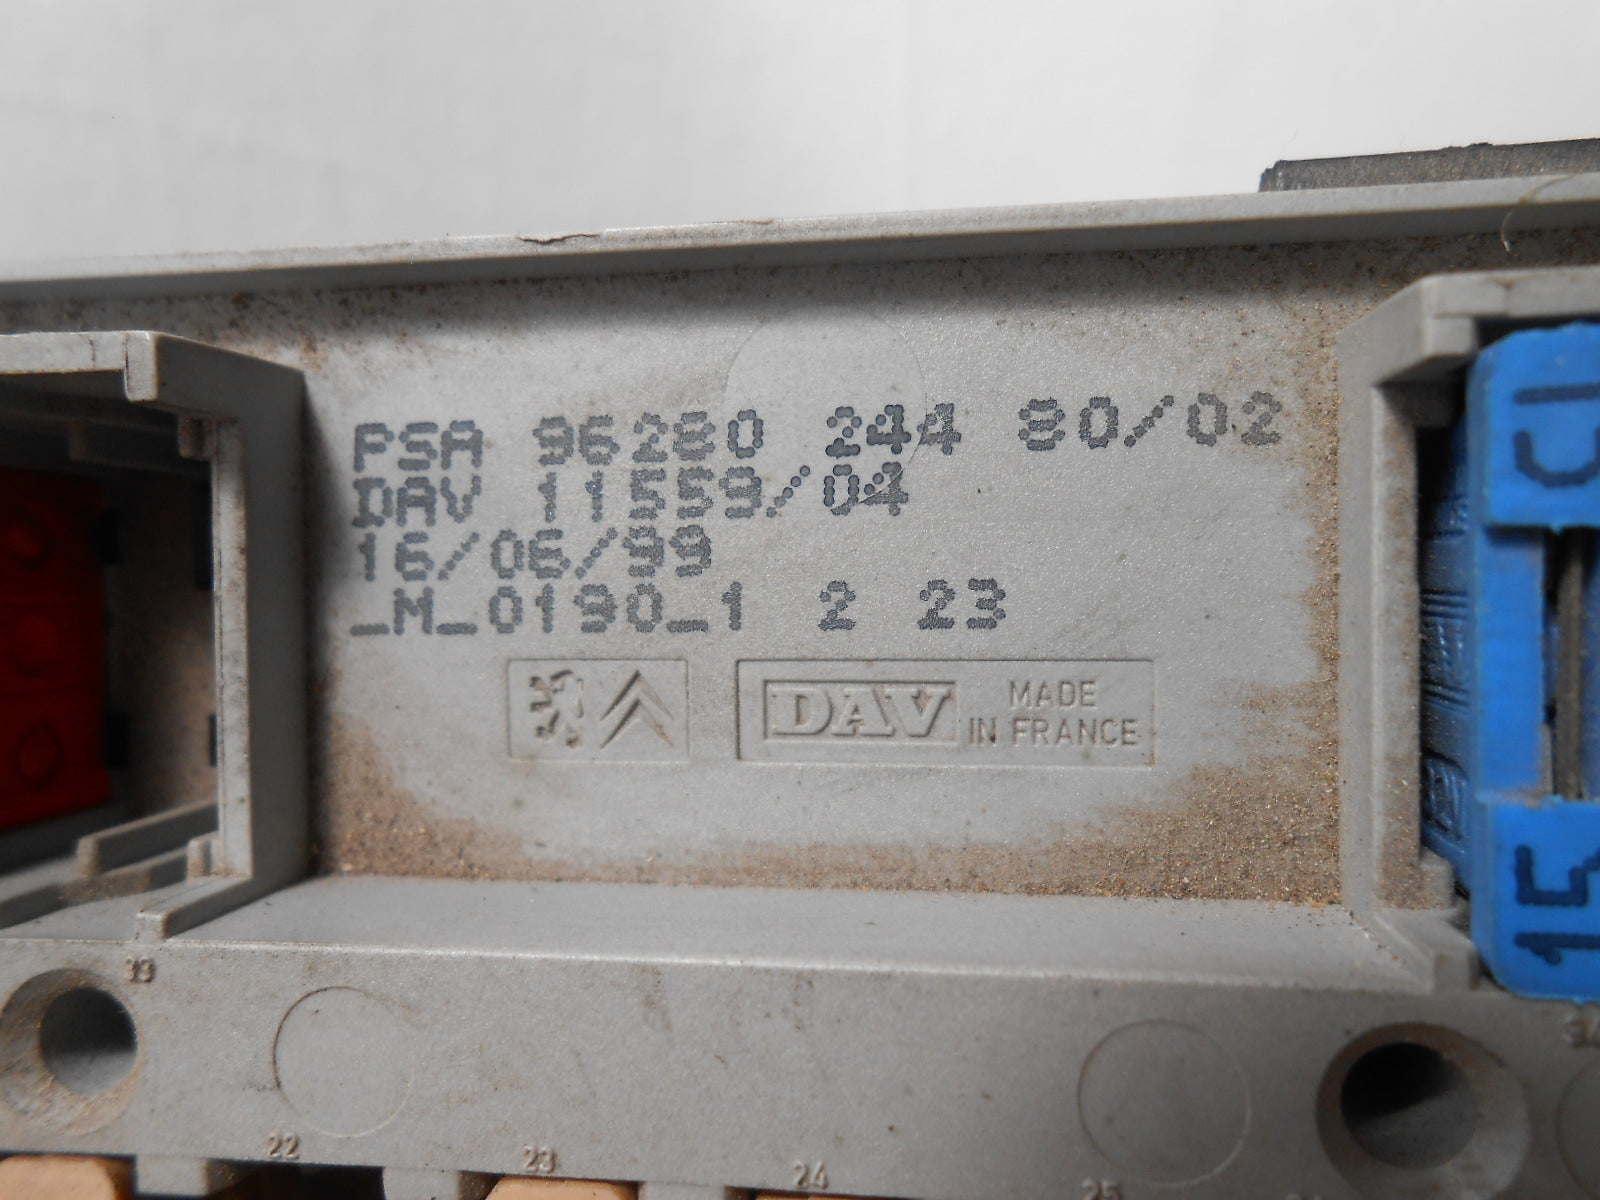 PSA 96280 244 80/02
DAV 11559/04
16/06/99
_M_0190_1 2 23
DAV
MADE
IN FRANCE
15
33
34
22
23
24
25